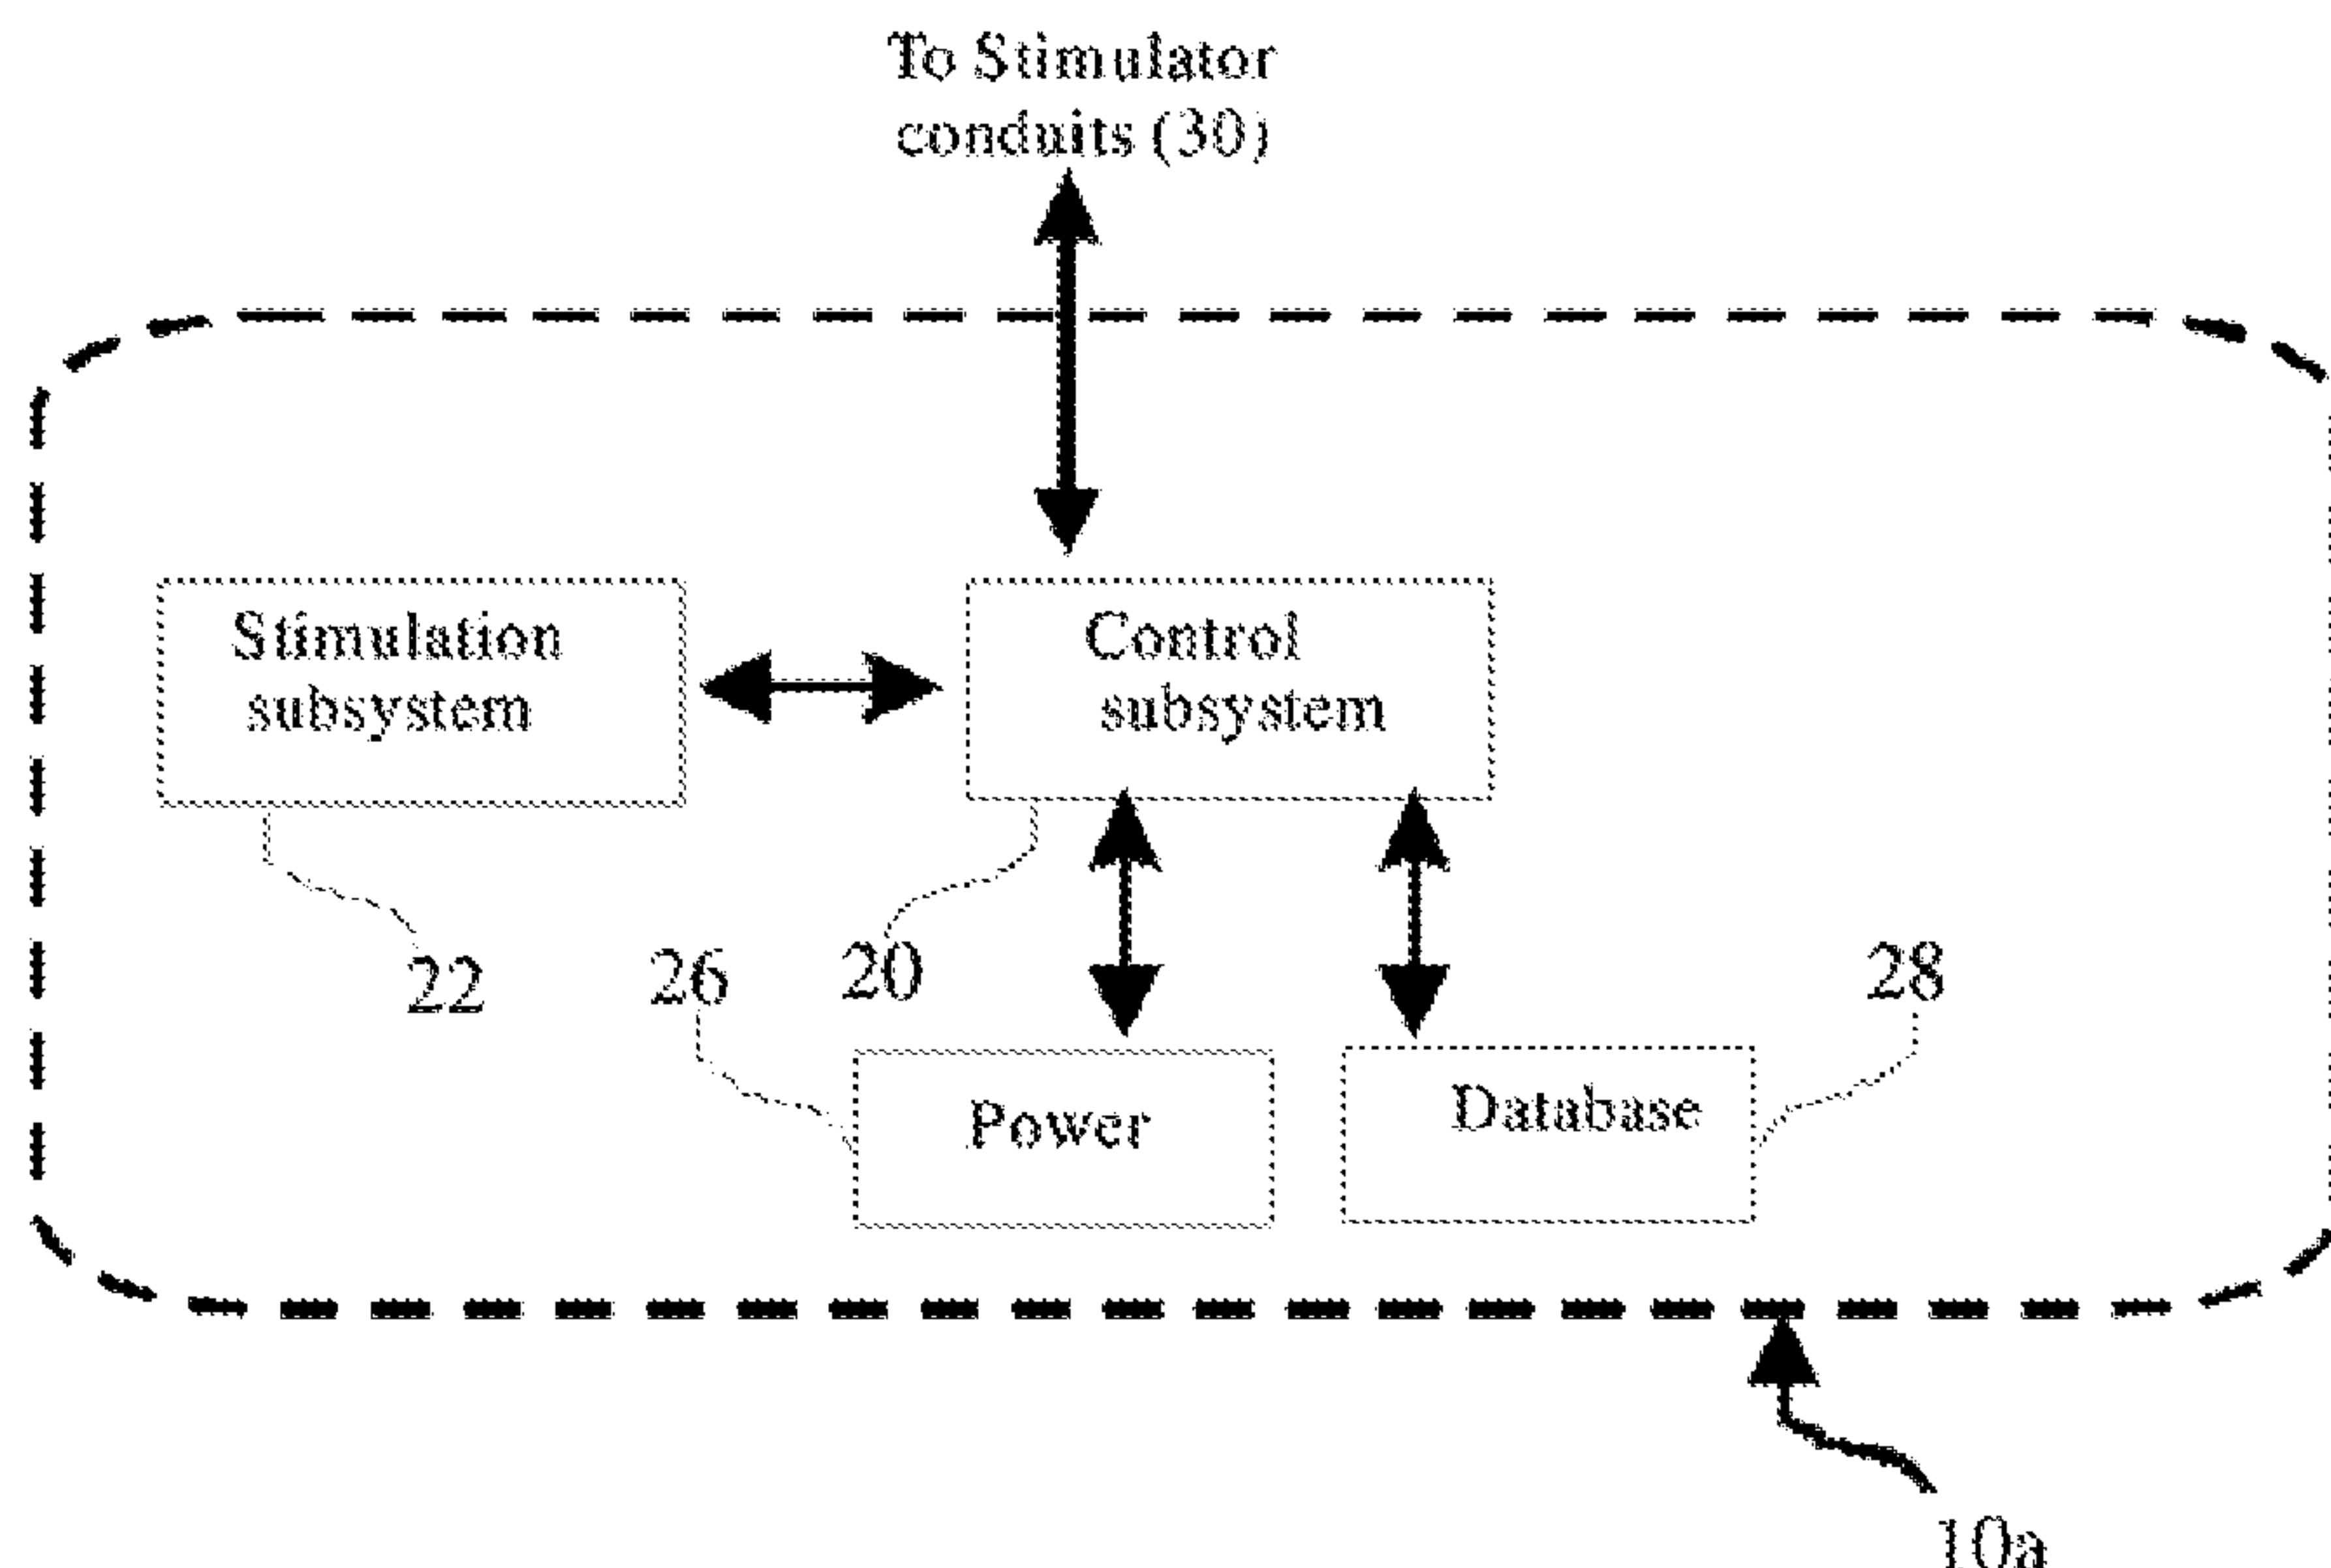 To Stimulator
conduits (30)
Stimulation
subsystem
Control
subsystem
22
26
20
28
Power
Database
10a